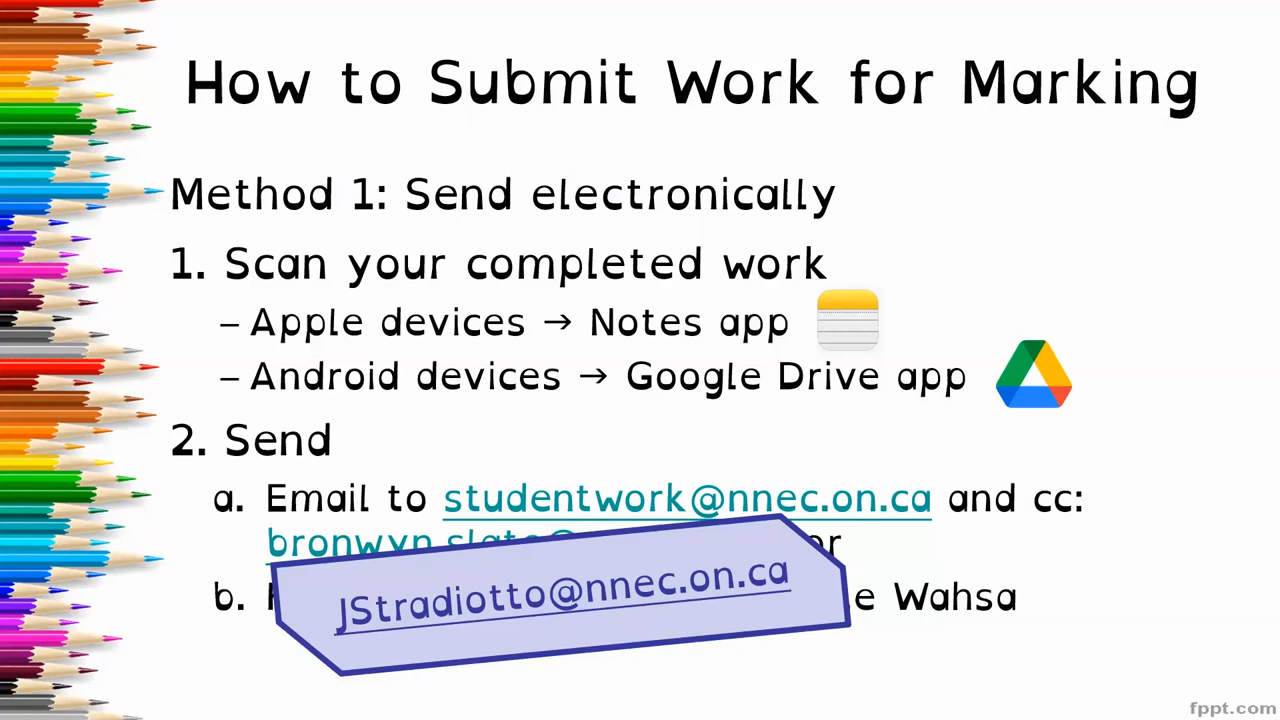 How to Submit Work for Marking
Method 1: Send electronically
1. Scan your completed work
– Apple devices → Notes app
– Android devices → Google Drive app
2. Send
a. Email to studentwork@nnec.on.ca and cc:
or
JStradiotto@nnec.on.ca
b. Wahsa
fppt.com